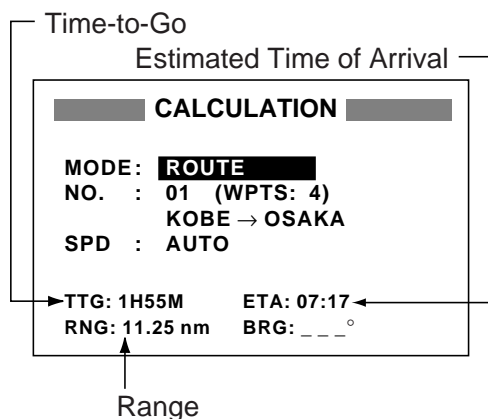 Time-to-Go
Estimated Time of Arrival
CALCULATION
MODE: ROUTE
NO. : 01 (WPTS: 4)
KOBE → OSAKA
SPD : AUTO
TTG: 1H55M ETA: 07:17
RNG: 11.25 nm BRG: _ _ _°
Range